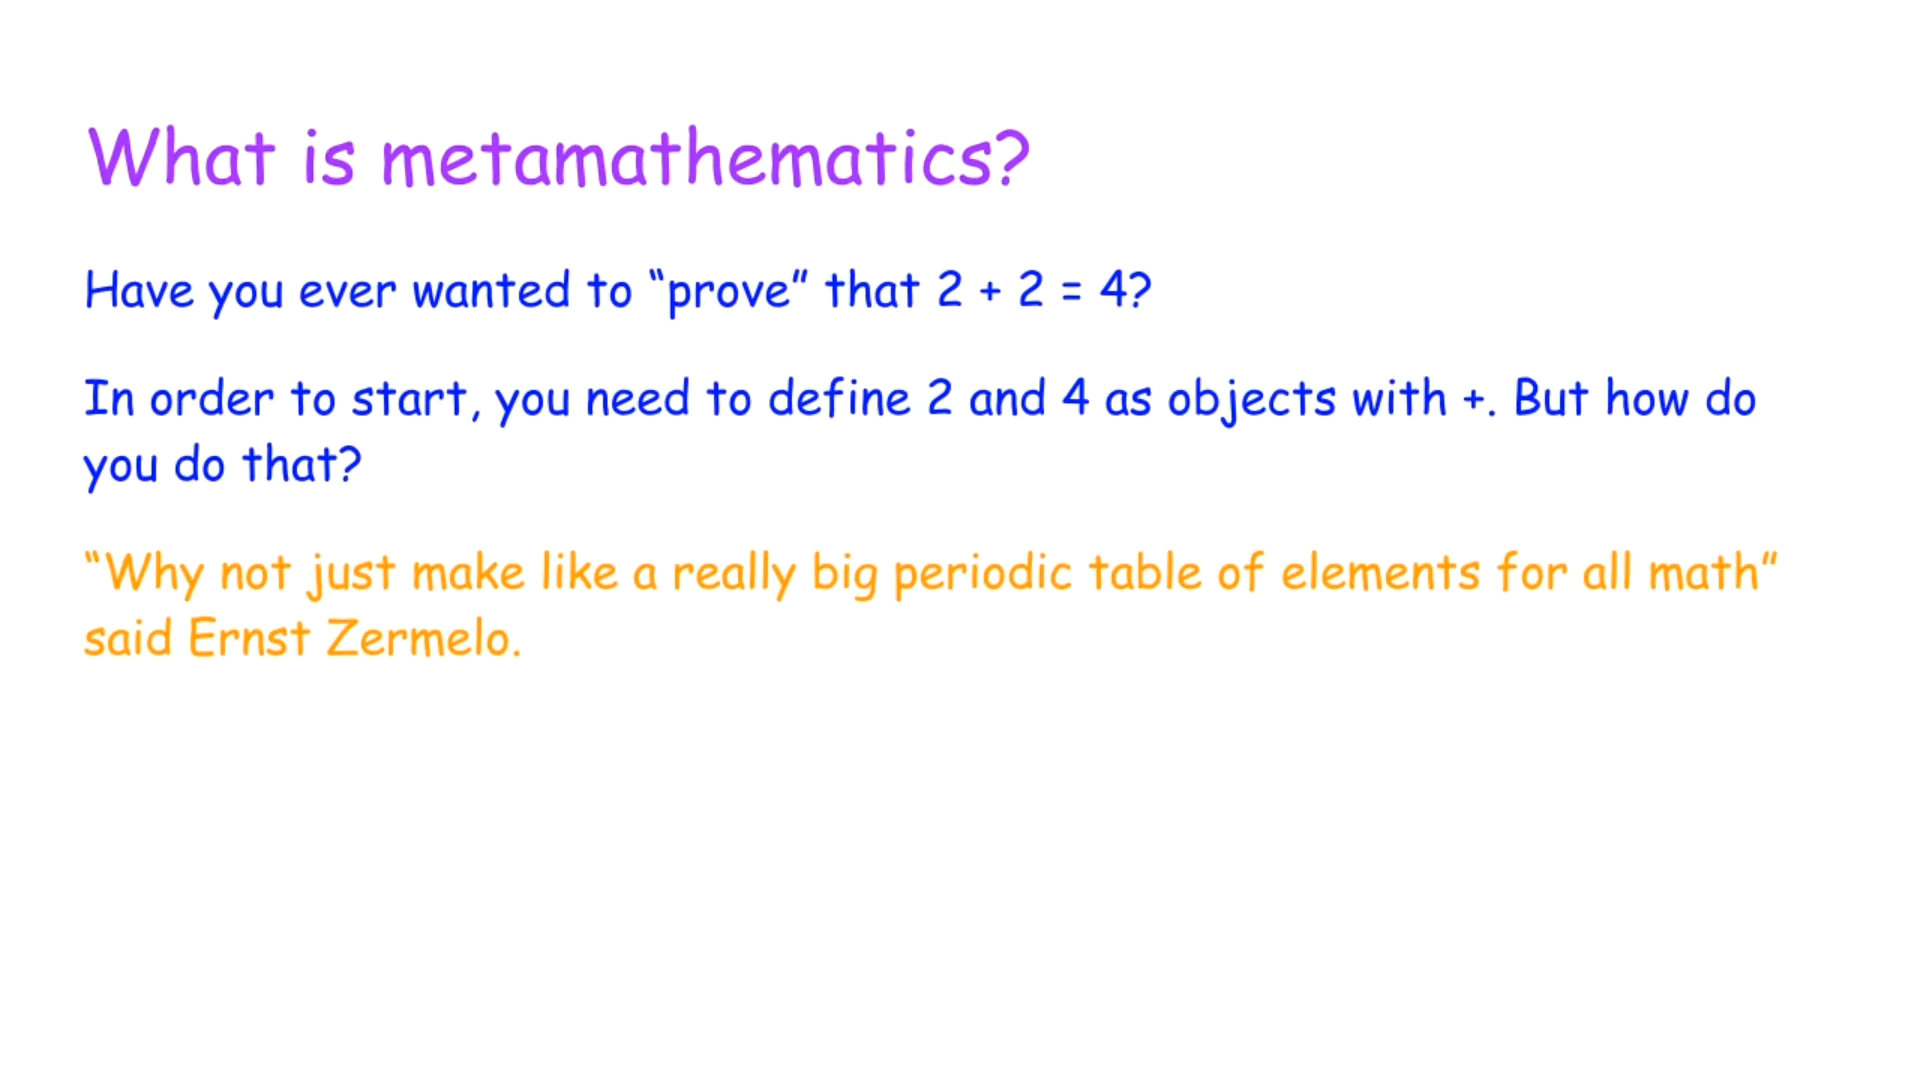 What is metamathematics?
Have you ever wanted to “prove” that 2 + 2 = 4?
In order to start, you need to define 2 and 4 as objects with +. But how do
you do that?
“Why not just make like a really big periodic table of elements for all math”
said Ernst Zermelo.